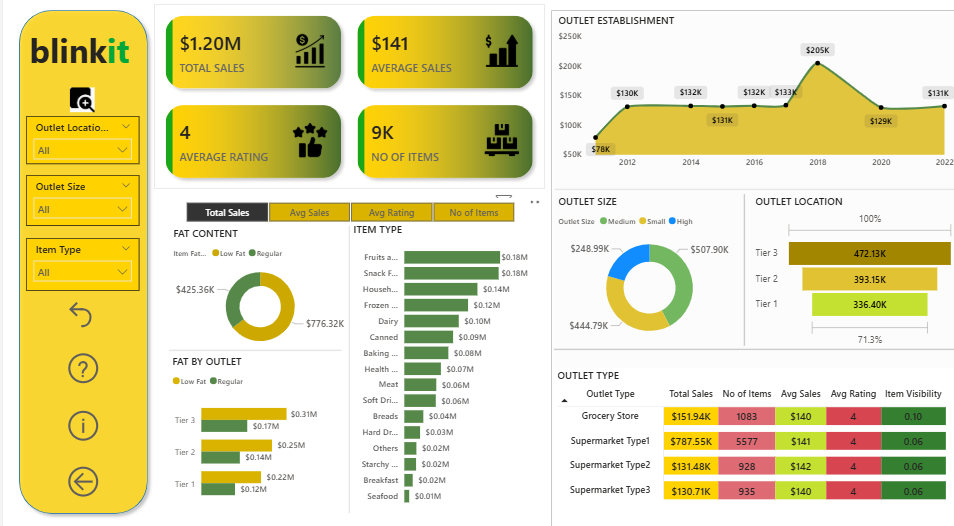 blinkit
Outlet Locatio...
All
Outlet Size
All
Item Type
All
$1.20M
TOTAL SALES
$141
AVERAGE SALES
4
AVERAGE RATING
9K
NO OF ITEMS
Total Sales Avg Sales Avg Rating No of Items
FAT CONTENT
Item Fat... Low Fat Regular
$425.36K
$776.32K
FAT BY OUTLET
Low Fat Regular
Tier 3 $0.31M
$0.17M
Tier 2 $0.25M
$0.14M
Tier 1 $0.22M
$0.12M
ITEM TYPE
Fruits a... $0.18M
Snack F... $0.18M
Househ... $0.14M
Frozen ... $0.12M
Dairy $0.10M
Canned $0.09M
Baking ... $0.08M
Health ... $0.07M
Meat $0.06M
Soft Dri... $0.06M
Breads $0.04M
Hard Dr... $0.03M
Others $0.02M
Starchy ... $0.02M
Breakfast $0.02M
Seafood $0.01M
OUTLET ESTABLISHMENT
$250K
$200K
$150K
$100K
$50K
$78K
$130K
$132K
$131K
$132K
$133K
$205K
$129K
$131K
2012 2014 2016 2018 2020 2022
OUTLET SIZE
Outlet Size Medium Small High
$248.99K
$507.90K
$444.79K
OUTLET LOCATION
100%
Tier 3 472.13K
Tier 2 393.15K
Tier 1 336.40K
71.3%
OUTLET TYPE
Outlet Type Total Sales No of Items Avg Sales Avg Rating Item Visibility
Grocery Store $151.94K 1083 $140 4 0.10
Supermarket Type1 $787.55K 5577 $141 4 0.06
Supermarket Type2 $131.48K 928 $142 4 0.06
Supermarket Type3 $130.71K 935 $140 4 0.06